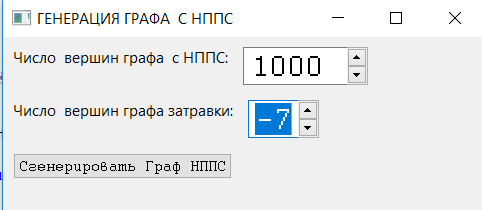 ГЕНЕРАЦИЯ ГРАФА С НППС
Число вершин графа с НППС: 1000
Число вершин графа затравки: -7
Сгенерировать Граф НППС